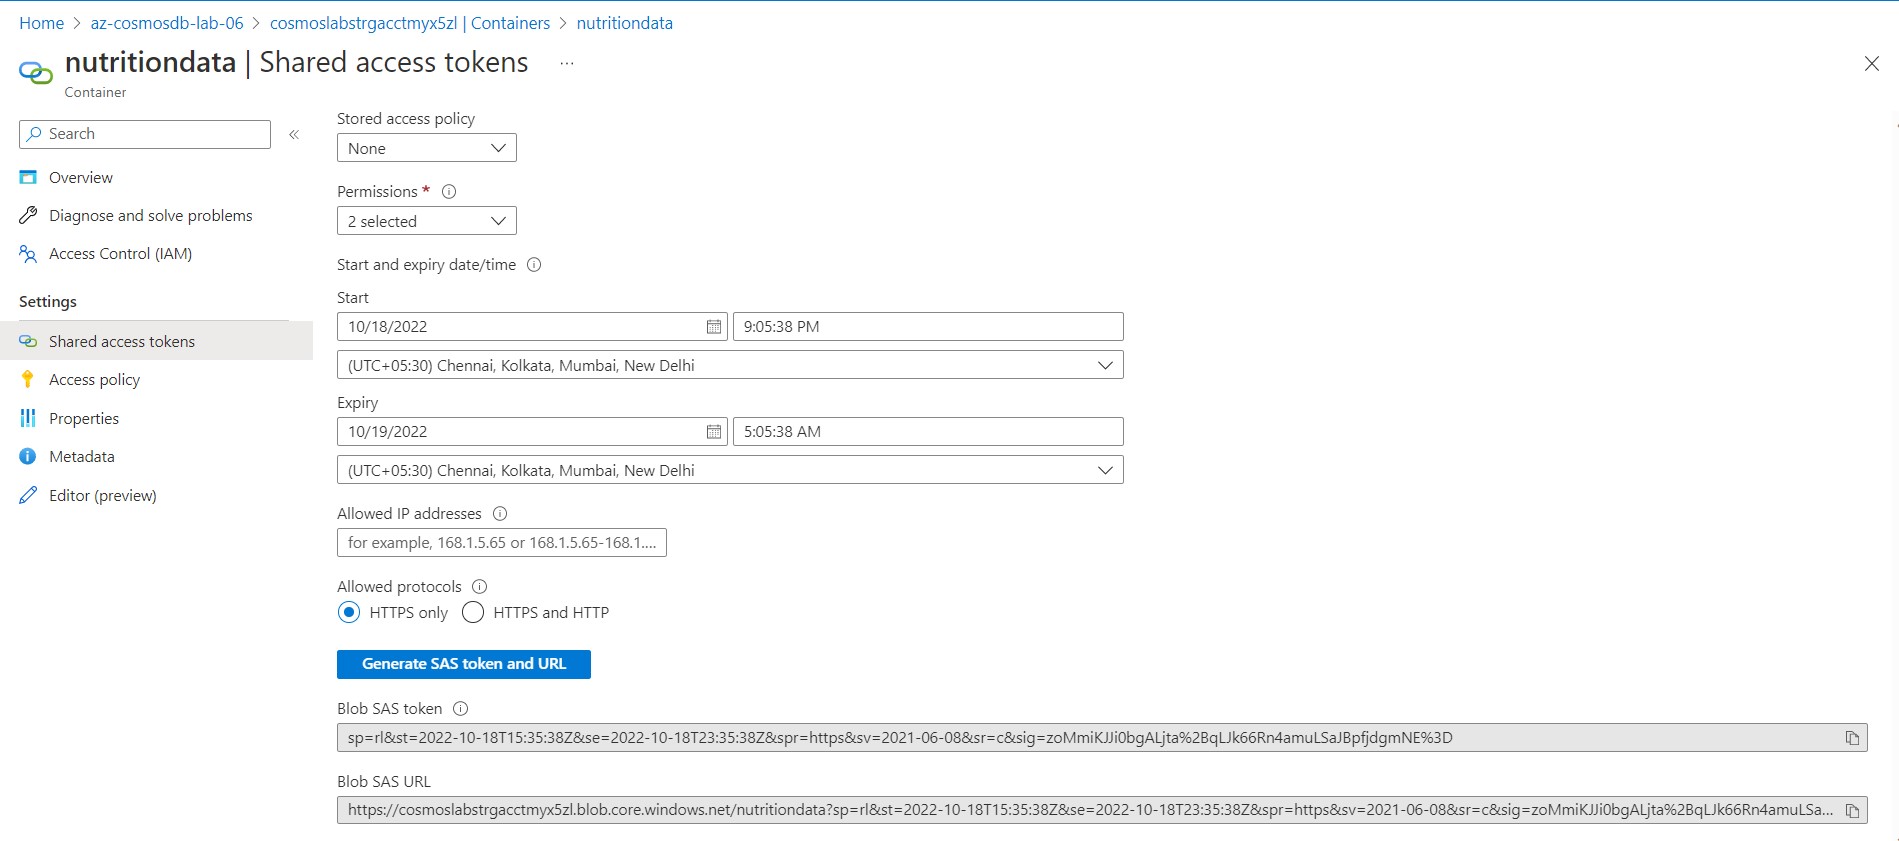 Home > az-cosmosdb-lab-06 > cosmoslabstrgacctmyx5zl | Containers > nutritiondata
nutritiondata | Shared access tokens ...
Container
Search
Overview
Diagnose and solve problems
Access Control (IAM)
Settings
Shared access tokens
Access policy
Properties
Metadata
Editor (preview)
Stored access policy
None
Permissions *
2 selected
Start and expiry date/time
Start
10/18/2022 9:05:38 PM
(UTC+05:30) Chennai, Kolkata, Mumbai, New Delhi
Expiry
10/19/2022 5:05:38 AM
(UTC+05:30) Chennai, Kolkata, Mumbai, New Delhi
Allowed IP addresses
for example, 168.1.5.65 or 168.1.5.65-168.1....
Allowed protocols
HTTPS only HTTPS and HTTP
Generate SAS token and URL
Blob SAS token
sp=rl&st=2022-10-18T15:35:38Z&se=2022-10-18T23:35:38Z&spr=https&sv=2021-06-08&sr=c&sig=zoMmiKJJi0bgALjta%2BqLJk66Rn4amuLSaJBpfjdgmNE%3D
Blob SAS URL
https://cosmoslabstrgacctmyx5zl.blob.core.windows.net/nutritiondata?sp=rl&st=2022-10-18T15:35:38Z&se=2022-10-18T23:35:38Z&spr=https&sv=2021-06-08&sr=c&sig=zoMmiKJJi0bgALjta%2BqLJk66Rn4amuLSa...